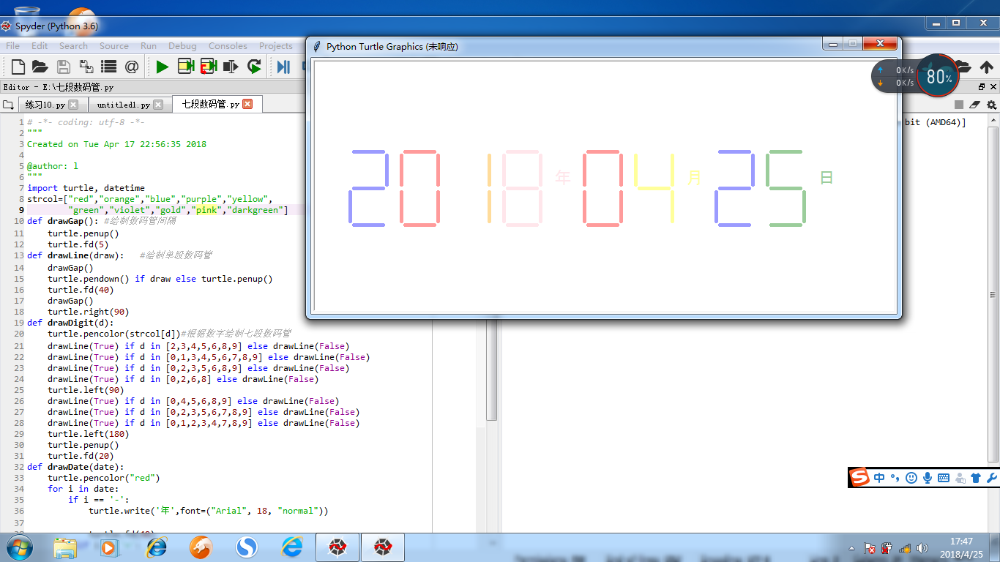 Spyder (Python 3.6)
File Edit Search Source Run Debug Consoles Projects
Editor - E:\七段数码管.py
练习10.py
untitled1.py
七段数码管.py
1 # -*- coding: utf-8 -*-
2 """
3 Created on Tue Apr 17 22:56:35 2018
4
5 @author: l
6 """
7 import turtle, datetime
8 strcol=["red","orange","blue","purple","yellow",
9 "green","violet","gold","pink","darkgreen"]
10 def drawGap(): #绘制数码管间隔
11 turtle.penup()
12 turtle.fd(5)
13 def drawLine(draw): #绘制单段数码管
14 drawGap()
15 turtle.pendown() if draw else turtle.penup()
16 turtle.fd(40)
17 drawGap()
18 turtle.right(90)
19 def drawDigit(d):
20 turtle.pencolor(strcol[d])#根据数字绘制七段数码管
21 drawLine(True) if d in [2,3,4,5,6,8,9] else drawLine(False)
22 drawLine(True) if d in [0,1,3,4,5,6,7,8,9] else drawLine(False)
23 drawLine(True) if d in [0,2,3,5,6,8,9] else drawLine(False)
24 drawLine(True) if d in [0,2,6,8] else drawLine(False)
25 turtle.left(90)
26 drawLine(True) if d in [0,4,5,6,8,9] else drawLine(False)
27 drawLine(True) if d in [0,2,3,5,6,7,8,9] else drawLine(False)
28 drawLine(True) if d in [0,1,2,3,4,7,8,9] else drawLine(False)
29 turtle.left(180)
30 turtle.penup()
31 turtle.fd(20)
32 def drawDate(date):
33 turtle.pencolor("red")
34 for i in date:
35 if i == '-':
36 turtle.write('年',font=("Arial", 18, "normal"))
37
Python Turtle Graphics (未响应)
2018年04月25日
0K/s
0K/s
80%
bit (AMD64)]
中
17:47
2018/4/25